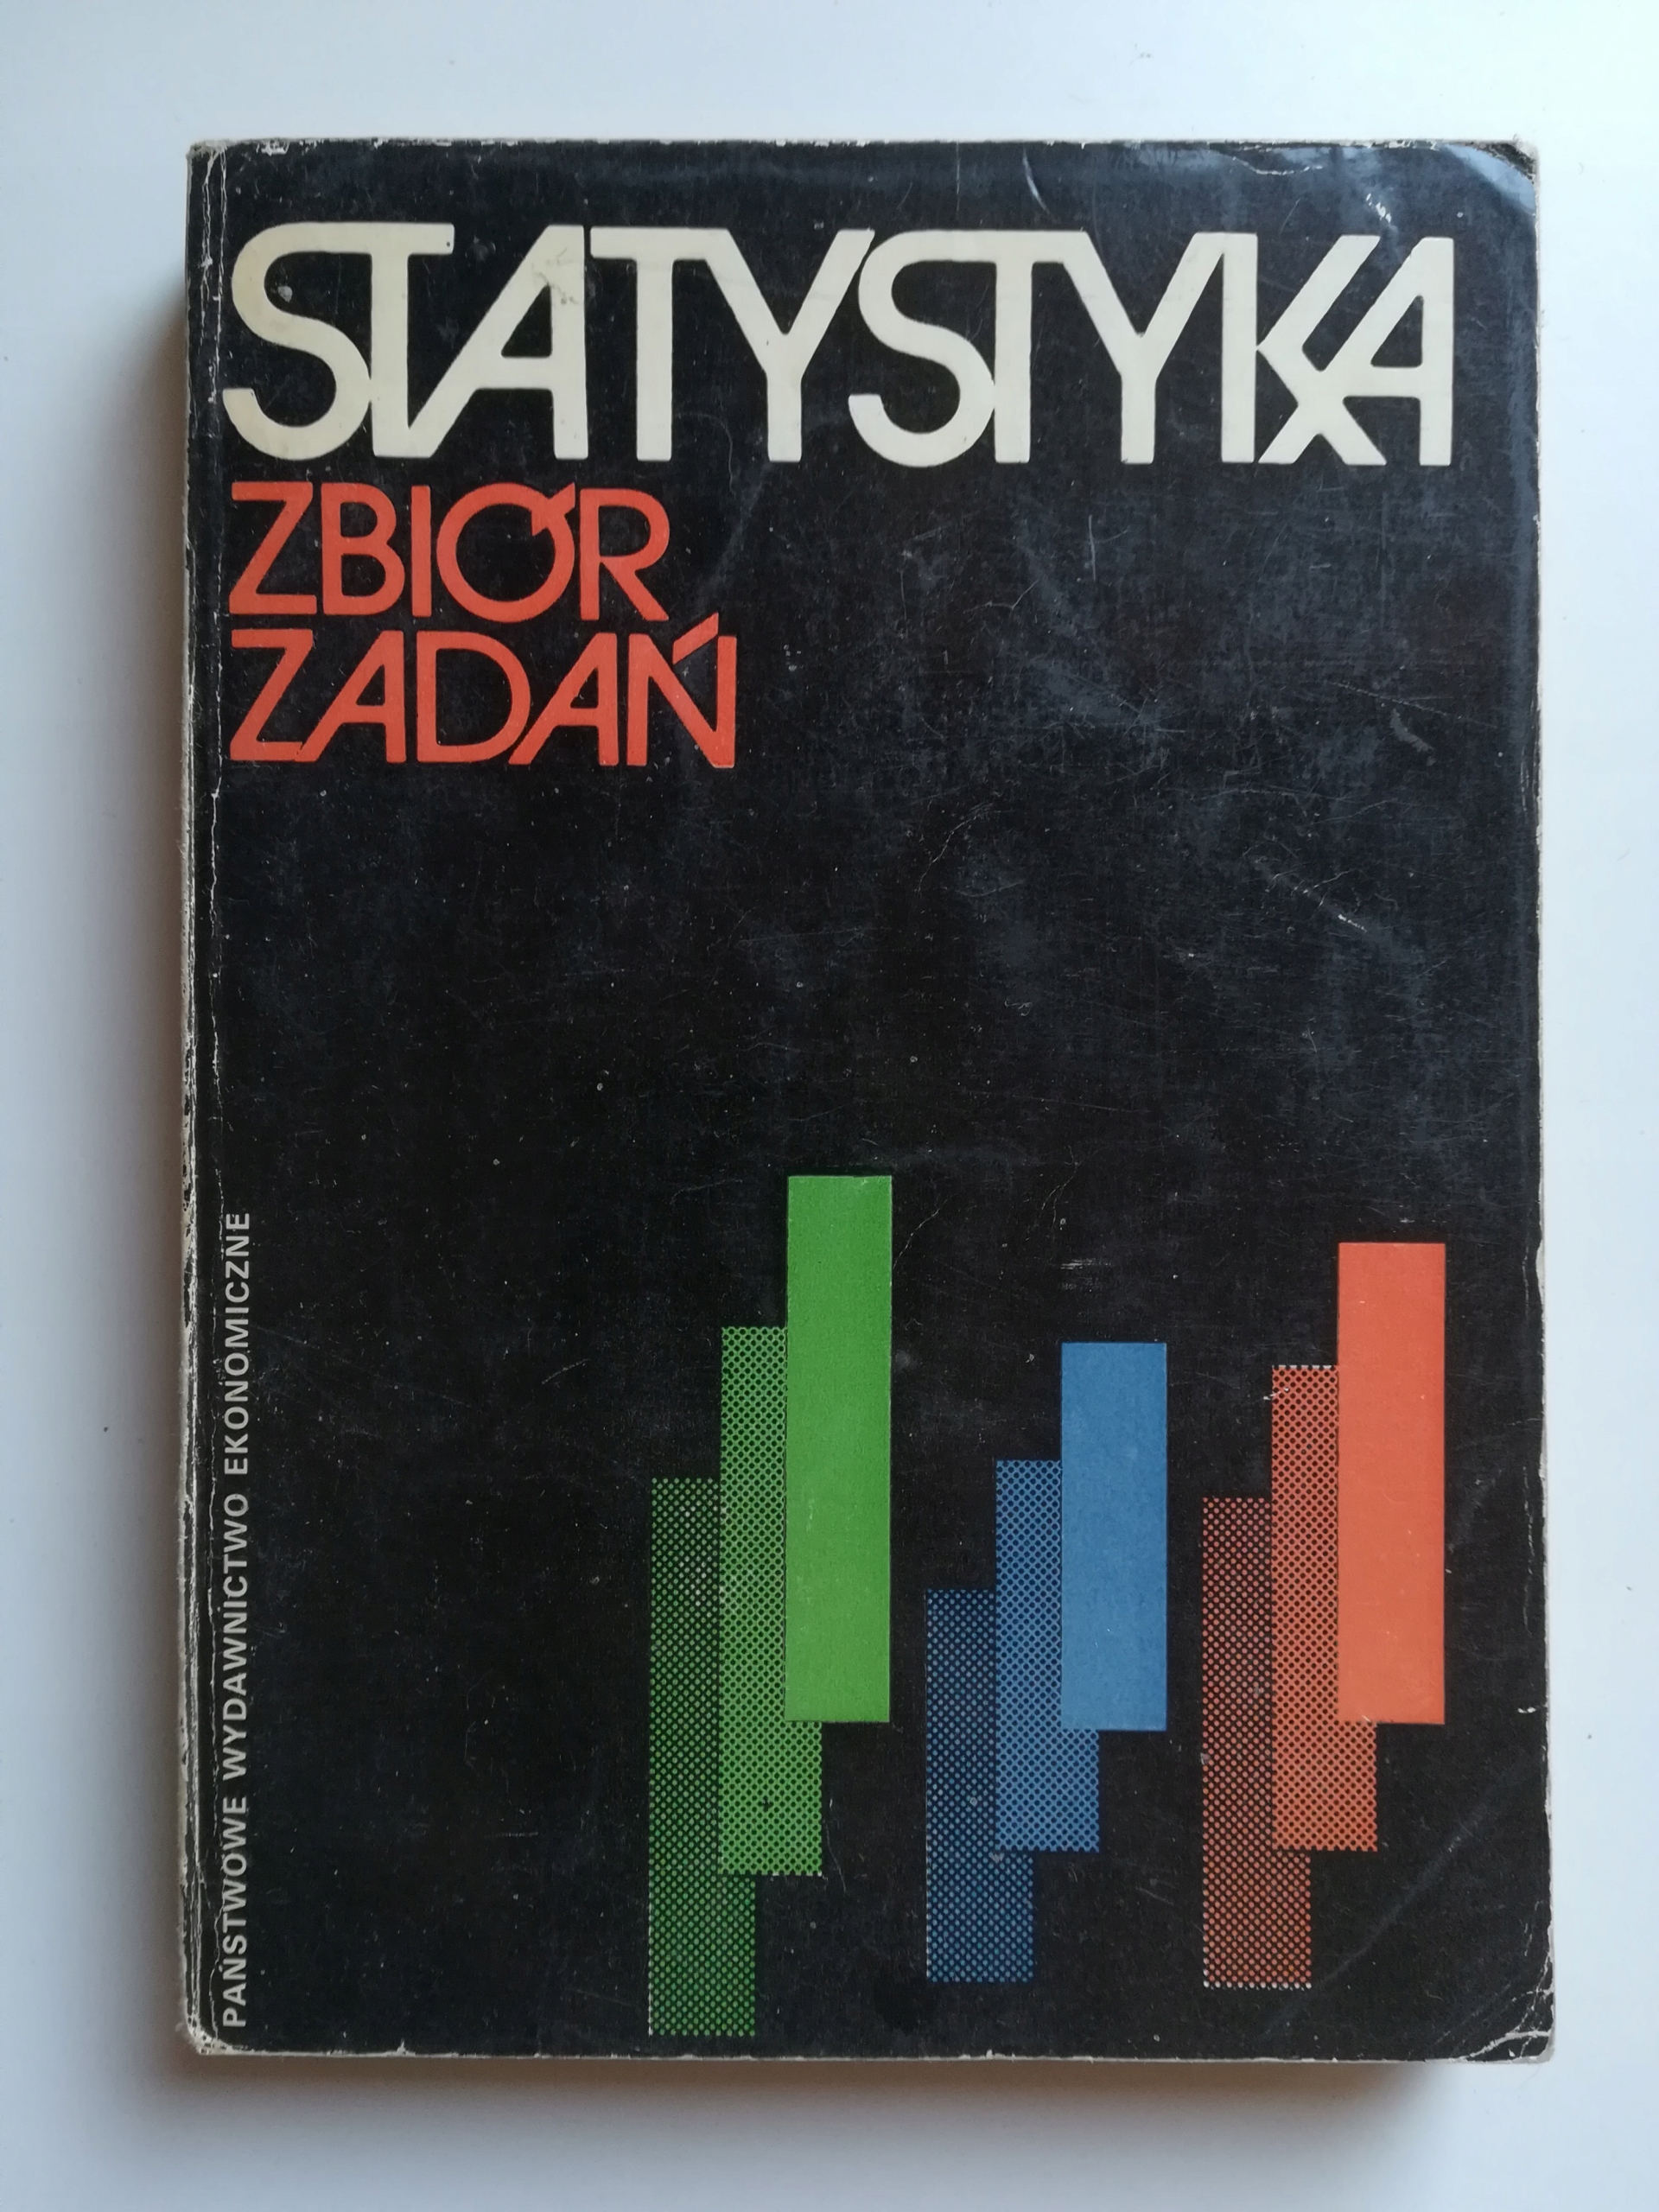 STATYSTYKA
ZBIÓR
ZADAŃ
PAŃSTWOWE WYDAWNICTWO EKONOMICZNE